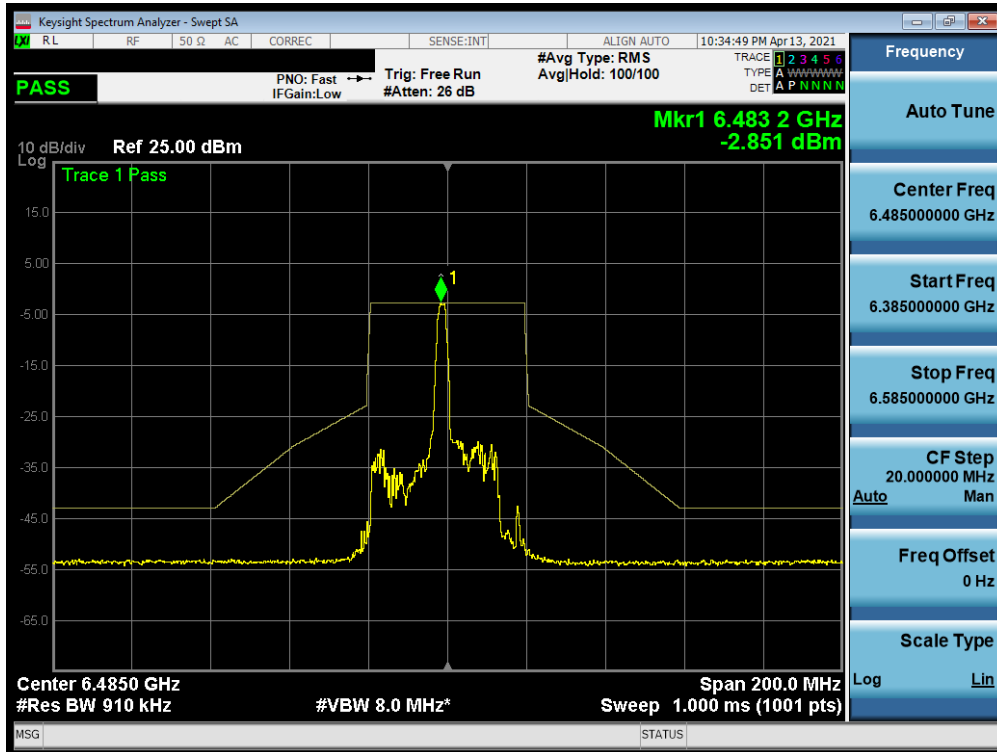 Keysight Spectrum Analyzer - Swept SA
LXI RL RF 50 Ω AC CORREC SENSE:INT ALIGN AUTO 10:34:49 PM Apr 13, 2021
PASS
PNO: Fast
IFGain:Low
Trig: Free Run
#Atten: 26 dB
#Avg Type: RMS
Avg|Hold: 100/100
TRACE 1 2 3 4 5 6
TYPE A WWWWW
DET A P N N N N
Mkr1 6.483 2 GHz
-2.851 dBm
10 dB/div Ref 25.00 dBm
Log
Trace 1 Pass
15.0
5.00
-5.00
-15.0
-25.0
-35.0
-45.0
-55.0
-65.0
1
Center 6.4850 GHz Span 200.0 MHz
#Res BW 910 kHz #VBW 8.0 MHz* Sweep 1.000 ms (1001 pts)
MSG STATUS
Frequency
Auto Tune
Center Freq
6.485000000 GHz
Start Freq
6.385000000 GHz
Stop Freq
6.585000000 GHz
CF Step
20.000000 MHz
Auto Man
Freq Offset
0 Hz
Scale Type
Log Lin